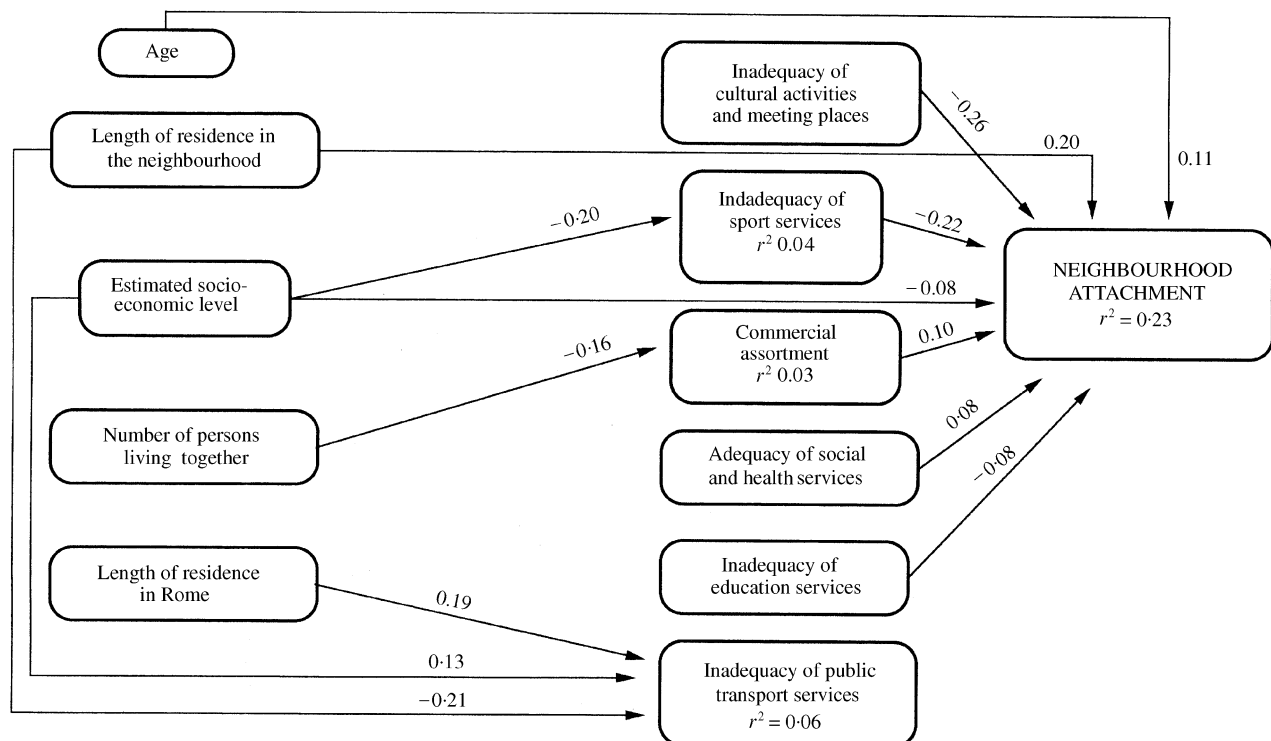 Age
Inadequacy of
cultural activities
and meeting places
−0.26
Length of residence in
the neighbourhood
0.20
0.11
Indadequacy of
sport services
r² 0.04
−0·20
−0.22
NEIGHBOURHOOD
ATTACHMENT
r² = 0·23
Estimated socio-
economic level
−0.08
Commercial
assortment
r² 0.03
−0·16
0.10
Number of persons
living together
Adequacy of social
and health services
0·08
−0·08
Length of residence
in Rome
Inadequacy of
education services
0.19
0·13
−0·21
Inadequacy of public
transport services
r² = 0·06